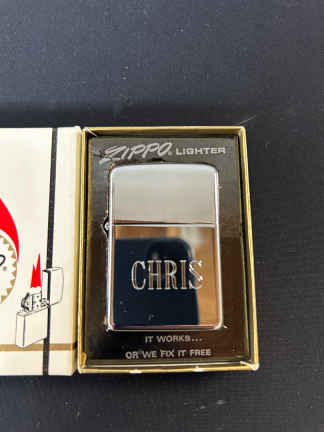 ZIPPO® LIGHTER
CHRIS
IT WORKS...
OR WE FIX IT FREE